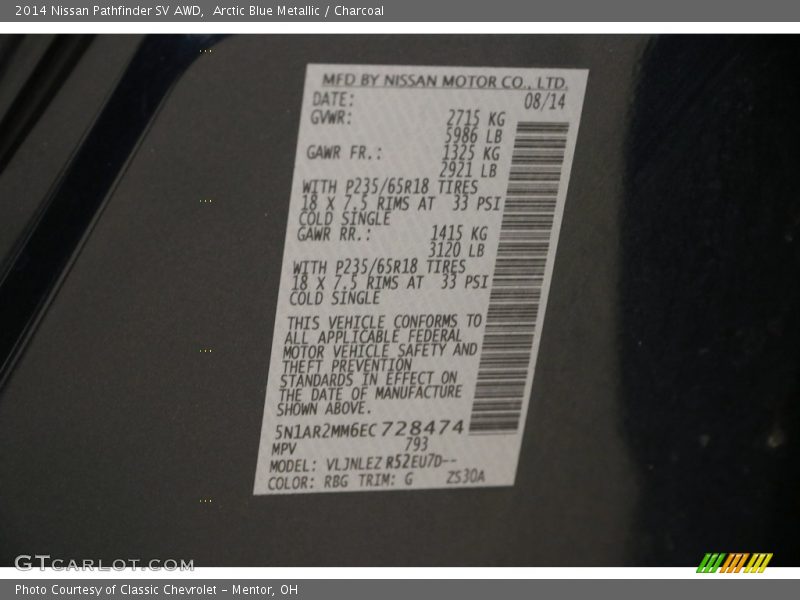 2014 Nissan Pathfinder SV AWD,  Arctic Blue Metallic / Charcoal
MFD BY NISSAN MOTOR CO., LTD.
DATE: 08/14
GVWR: 2715 KG
5986 LB
GAWR FR.: 1325 KG
2921 LB
WITH P235/65R18 TIRES
18 X 7.5 RIMS AT 33 PSI
COLD SINGLE
GAWR RR.: 1415 KG
3120 LB
WITH P235/65R18 TIRES
18 X 7.5 RIMS AT 33 PSI
COLD SINGLE
THIS VEHICLE CONFORMS TO
ALL APPLICABLE FEDERAL
MOTOR VEHICLE SAFETY AND
THEFT PREVENTION
STANDARDS IN EFFECT ON
THE DATE OF MANUFACTURE
SHOWN ABOVE.
5N1AR2MM6EC728474
MPV 793
MODEL: VLJNLEZ R52EU7D--
COLOR: RBG TRIM: G ZS30A
GTCARLOT.COM
Photo Courtesy of Classic Chevrolet – Mentor, OH